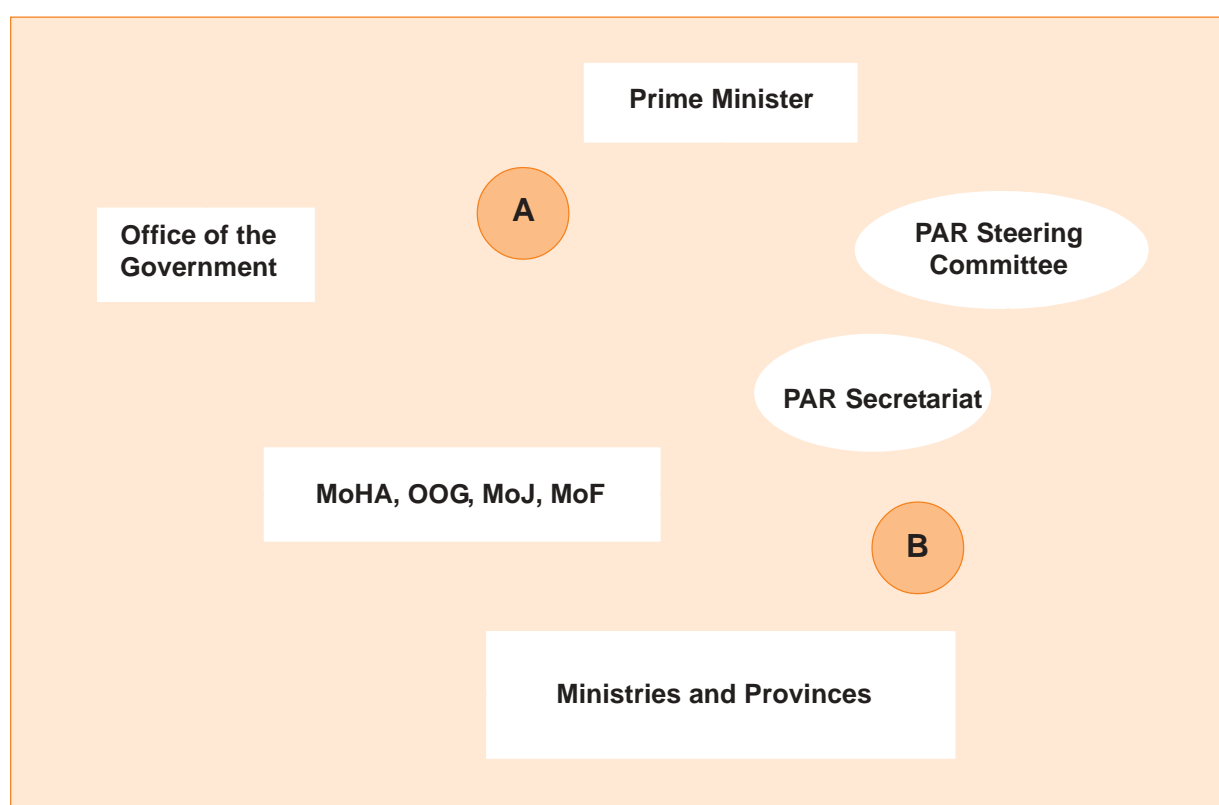 Prime Minister
A
Office of the
Government
PAR Steering
Committee
PAR Secretariat
MoHA, OOG, MoJ, MoF
B
Ministries and Provinces